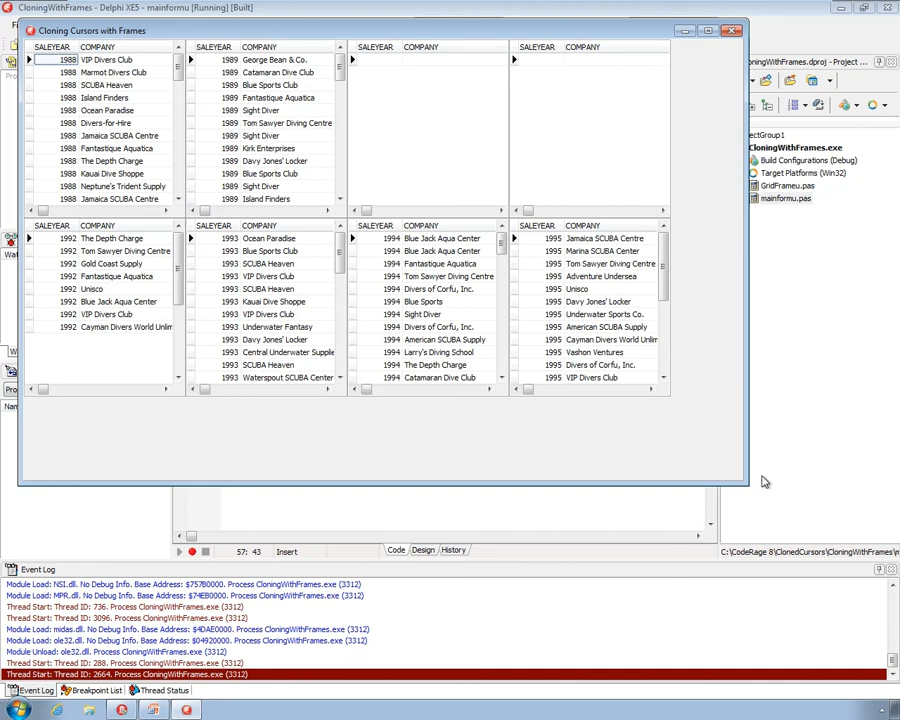 CloningWithFrames - Delphi XE5 - mainformu [Running] [Built]
Cloning Cursors with Frames
SALEYEAR COMPANY
1988 VIP Divers Club
1988 Marmot Divers Club
1988 SCUBA Heaven
1988 Island Finders
1988 Ocean Paradise
1988 Divers-for-Hire
1988 Jamaica SCUBA Centre
1988 Fantastique Aquatica
1988 The Depth Charge
1988 Kauai Dive Shoppe
1988 Neptune's Trident Supply
1988 Jamaica SCUBA Centre
SALEYEAR COMPANY
1989 George Bean & Co.
1989 Catamaran Dive Club
1989 Blue Sports Club
1989 Fantastique Aquatica
1989 Sight Diver
1989 Tom Sawyer Diving Centre
1989 Sight Diver
1989 Kirk Enterprises
1989 Davy Jones' Locker
1989 Blue Sports Club
1989 Sight Diver
1989 Island Finders
SALEYEAR COMPANY
SALEYEAR COMPANY
SALEYEAR COMPANY
1992 The Depth Charge
1992 Tom Sawyer Diving Centre
1992 Gold Coast Supply
1992 Fantastique Aquatica
1992 Unisco
1992 Blue Jack Aqua Center
1992 VIP Divers Club
1992 Cayman Divers World Unlim
SALEYEAR COMPANY
1993 Ocean Paradise
1993 Blue Sports Club
1993 SCUBA Heaven
1993 VIP Divers Club
1993 SCUBA Heaven
1993 Kauai Dive Shoppe
1993 VIP Divers Club
1993 Underwater Fantasy
1993 Davy Jones' Locker
1993 Central Underwater Supplie
1993 SCUBA Heaven
1993 Waterspout SCUBA Center
SALEYEAR COMPANY
1994 Blue Jack Aqua Center
1994 Blue Jack Aqua Center
1994 Fantastique Aquatica
1994 Tom Sawyer Diving Centre
1994 Divers of Corfu, Inc.
1994 Blue Sports
1994 Sight Diver
1994 Divers of Corfu, Inc.
1994 American SCUBA Supply
1994 Larry's Diving School
1994 The Depth Charge
1994 Catamaran Dive Club
SALEYEAR COMPANY
1995 Jamaica SCUBA Centre
1995 Marina SCUBA Center
1995 Tom Sawyer Diving Centre
1995 Adventure Undersea
1995 Unisco
1995 Davy Jones' Locker
1995 Underwater Sports Co.
1995 American SCUBA Supply
1995 Cayman Divers World Unlim
1995 Vashon Ventures
1995 Divers of Corfu, Inc.
1995 VIP Divers Club
loningWithFrames.dproj - Project ...
ectGroup1
CloningWithFrames.exe
Build Configurations (Debug)
Target Platforms (Win32)
GridFrameu.pas
mainformu.pas
57: 43 Insert
Code Design History
C:\CodeRage 8\ClonedCursors\CloningWithFrames\m
Event Log
Module Load: NSI.dll. No Debug Info. Base Address: $757B0000. Process CloningWithFrames.exe (3312)
Module Load: MPR.dll. No Debug Info. Base Address: $74EB0000. Process CloningWithFrames.exe (3312)
Thread Start: Thread ID: 736. Process CloningWithFrames.exe (3312)
Thread Start: Thread ID: 3096. Process CloningWithFrames.exe (3312)
Module Load: midas.dll. No Debug Info. Base Address: $4DAE0000. Process CloningWithFrames.exe (3312)
Module Load: ole32.dll. No Debug Info. Base Address: $04920000. Process CloningWithFrames.exe (3312)
Module Unload: ole32.dll. Process CloningWithFrames.exe (3312)
Thread Start: Thread ID: 288. Process CloningWithFrames.exe (3312)
Thread Start: Thread ID: 2664. Process CloningWithFrames.exe (3312)
Event Log Breakpoint List Thread Status